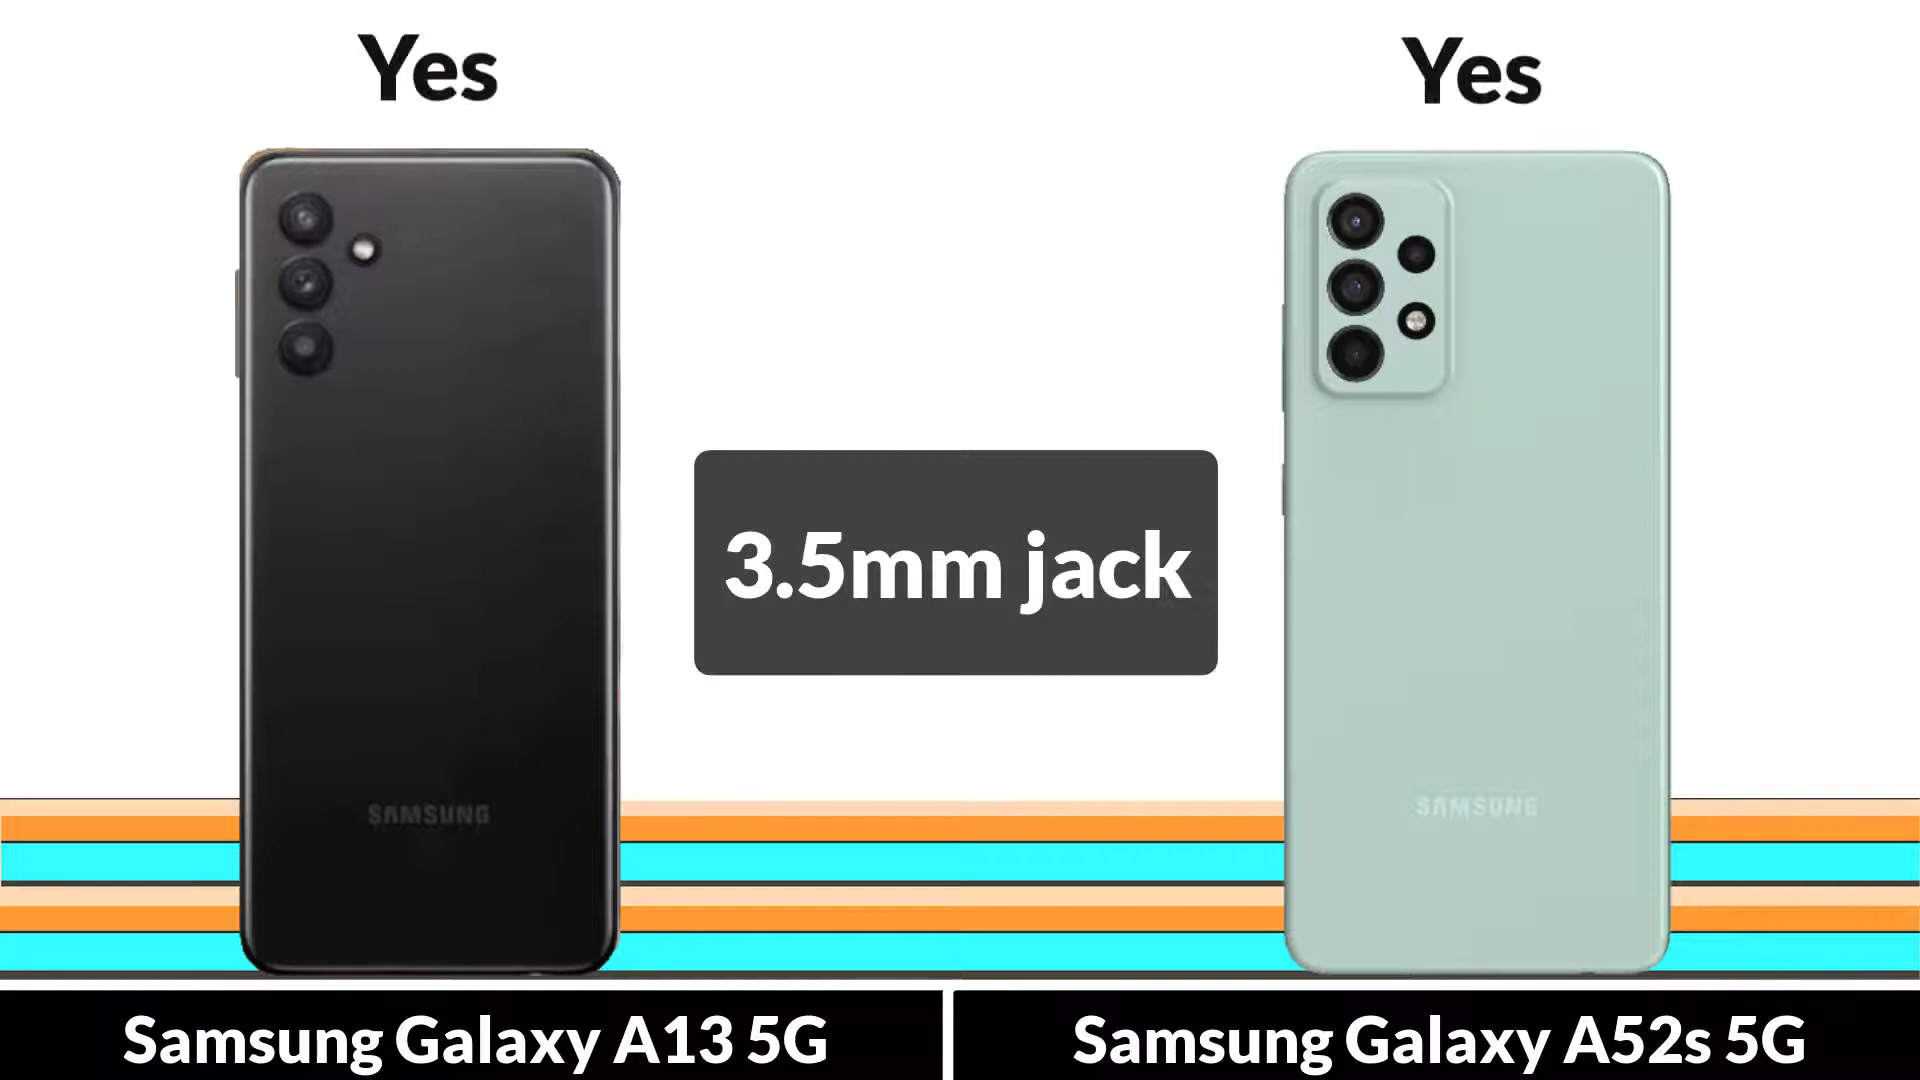 Yes
Yes
3.5mm jack
SAMSUNG
SAMSUNG
Samsung Galaxy A13 5G
Samsung Galaxy A52s 5G